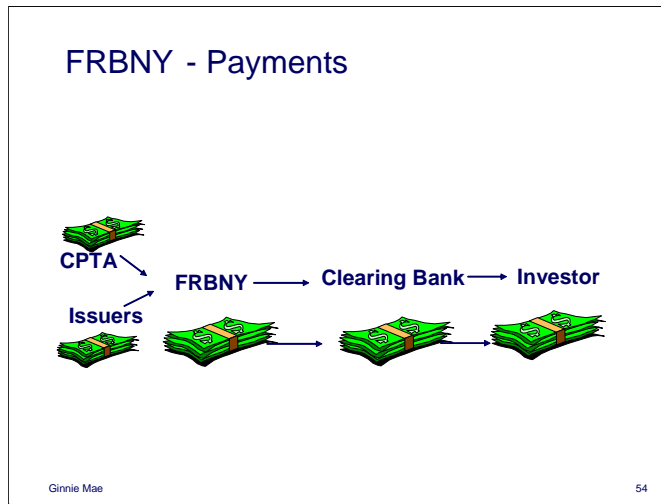 FRBNY - Payments
CPTA
FRBNY
Clearing Bank
Investor
Issuers
Ginnie Mae
54